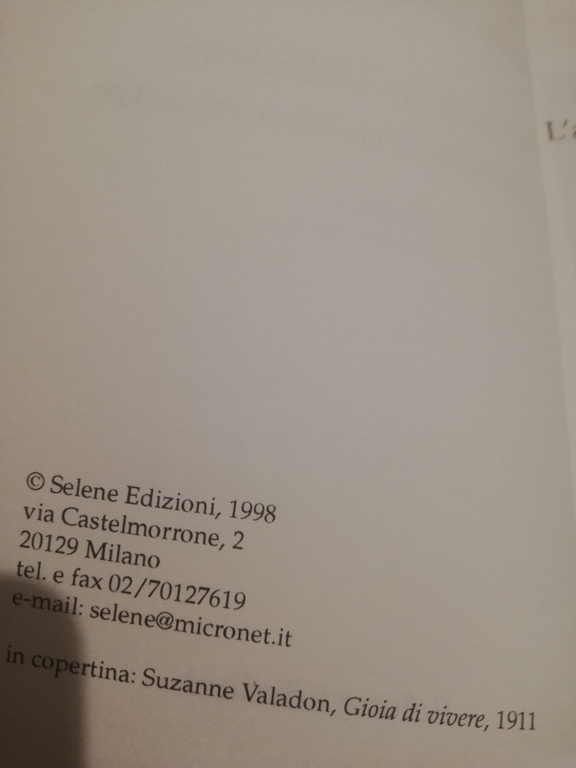 © Selene Edizioni, 1998
via Castelmorrone, 2
20129 Milano
tel. e fax 02/70127619
e-mail: selene@micronet.it
in copertina: Suzanne Valadon, Gioia di vivere, 1911